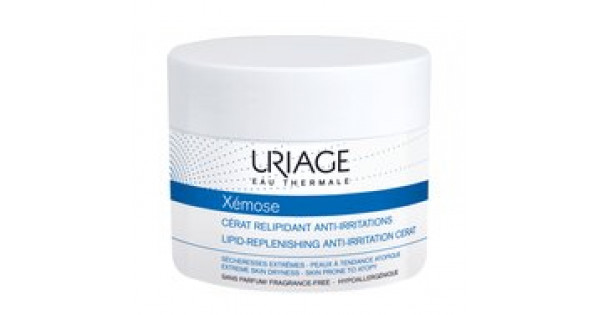 URIAGE
EAU THERMALE
Xémose
CÉRAT RELIPIDANT ANTI-IRRITATIONS
LIPID-REPLENISHING ANTI-IRRITATION CERAT
SÉCHERESSES EXTRÊMES - PEAUX À TENDANCE ATOPIQUE
EXTREME SKIN DRYNESS - SKIN PRONE TO ATOPY
SANS PARFUM/ FRAGRANCE-FREE - HYPOALLERGÉNIQUE